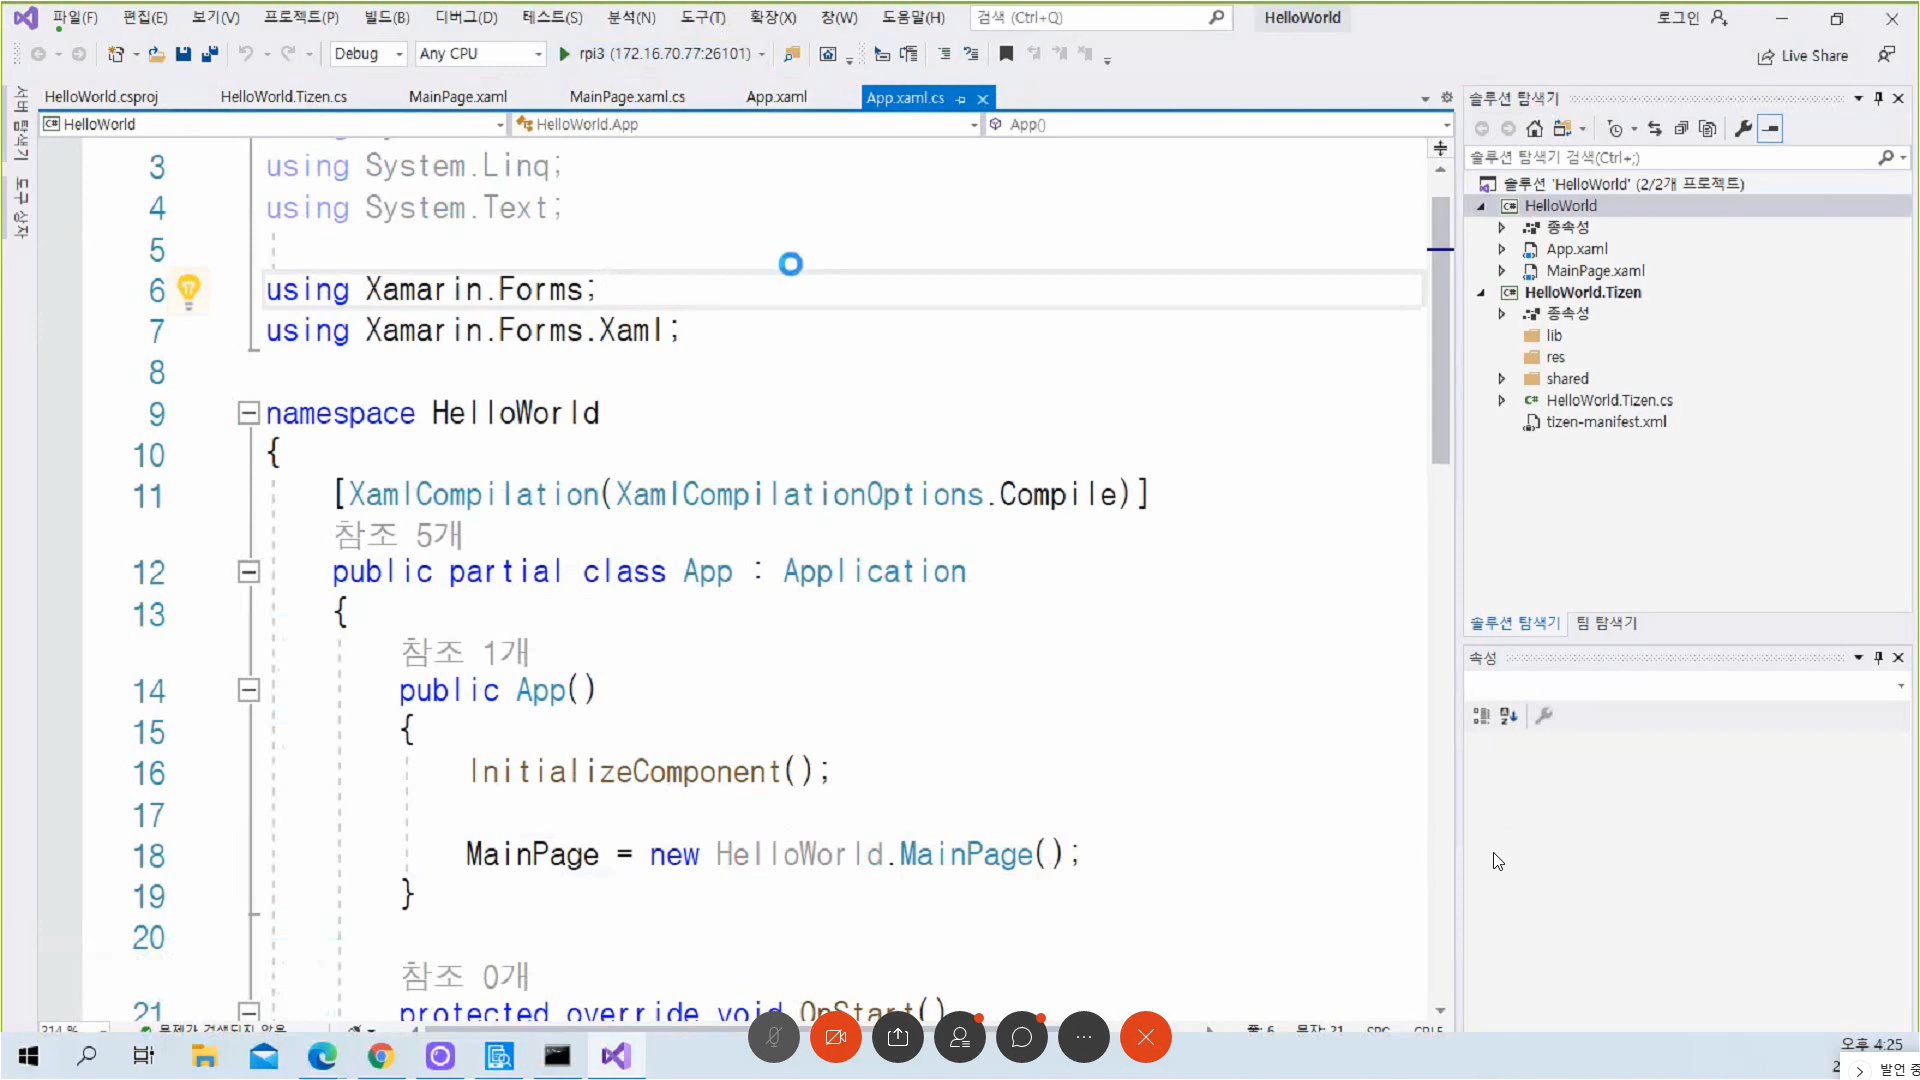 파일(F) 편집(E) 보기(V) 프로젝트(P) 빌드(B) 디버그(D) 테스트(S) 분석(N) 도구(T) 확장(X) 창(W) 도움말(H) 검색 (Ctrl+Q) HelloWorld 로그인
Debug Any CPU rpi3 (172.16.70.77:26101) Live Share
서버 탐색기
도구 상자
HelloWorld.csproj HelloWorld.Tizen.cs MainPage.xaml MainPage.xaml.cs App.xaml App.xaml.cs
HelloWorld HelloWorld.App App()
3 using System.Linq;
4 using System.Text;
5
6 using Xamarin.Forms;
7 using Xamarin.Forms.Xaml;
8
9 namespace HelloWorld
10 {
11 [XamlCompilation(XamlCompilationOptions.Compile)]
참조 5개
12 public partial class App : Application
13 {
참조 1개
14 public App()
15 {
16 InitializeComponent();
17
18 MainPage = new HelloWorld.MainPage();
19 }
20
참조 0개
21 protected override void OnStart()
214 % 문제가 검색되지 않음 줄: 6 문자: 21 SPC CRLF
솔루션 탐색기
솔루션 탐색기 검색(Ctrl+;)
솔루션 'HelloWorld' (2/2개 프로젝트)
HelloWorld
종속성
App.xaml
MainPage.xaml
HelloWorld.Tizen
종속성
lib
res
shared
HelloWorld.Tizen.cs
tizen-manifest.xml
솔루션 탐색기 팀 탐색기
속성
오후 4:25
발언 중